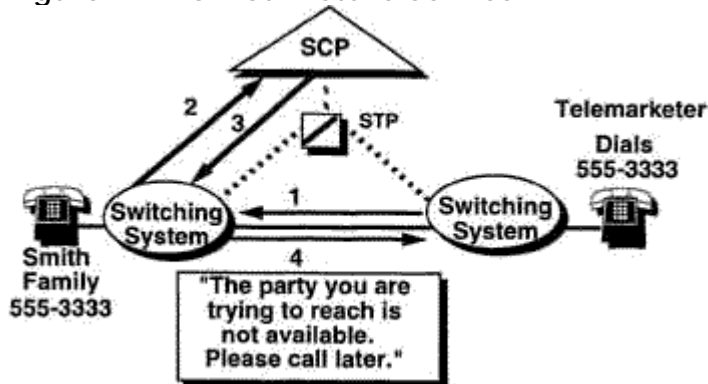 SCP
2
3
STP
Telemarketer
Dials
555-3333
1
Switching
System
Switching
System
4
Smith
Family
555-3333
"The party you are
trying to reach is
not available.
Please call later."